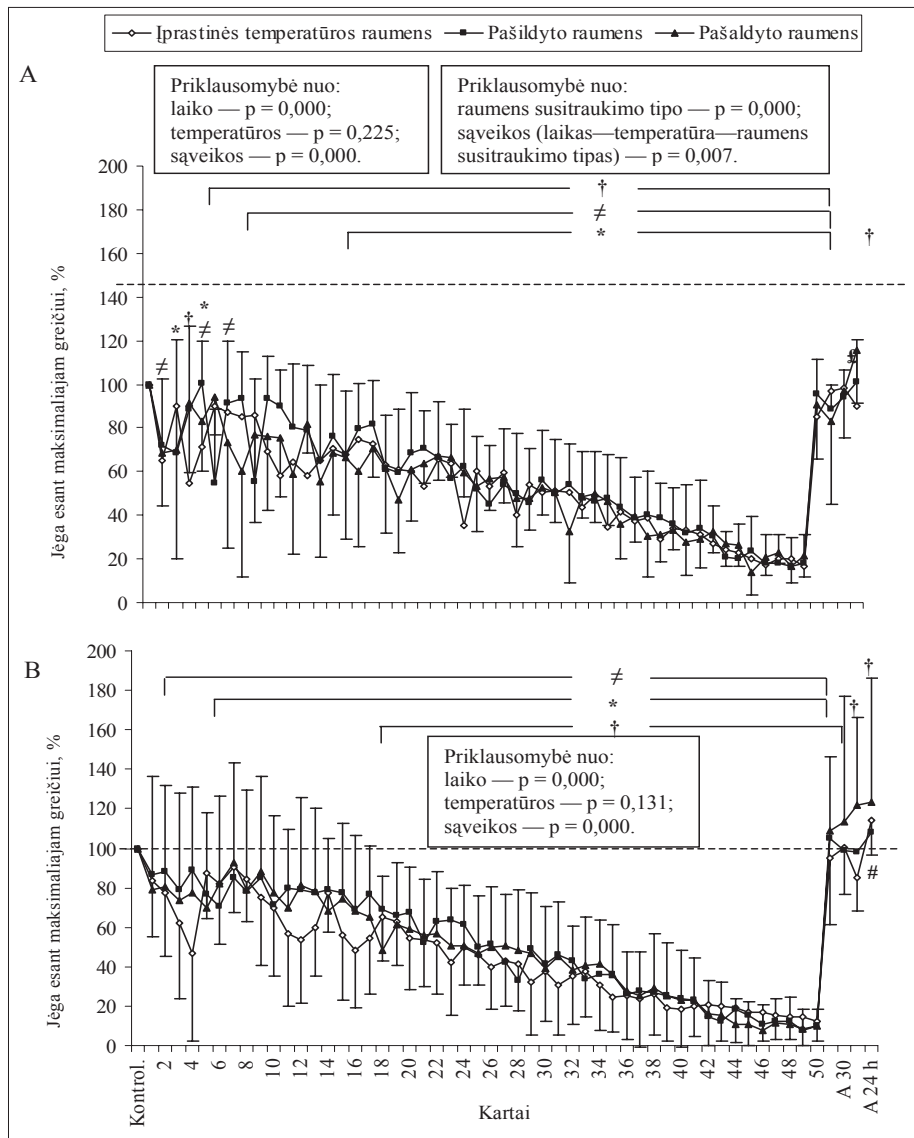 Įprastinės temperatūros raumens Pašildyto raumens Pašaldyto raumens
A
Priklausomybė nuo:
laiko — p = 0,000;
temperatūros — p = 0,225;
sąveikos — p = 0,000.
Priklausomybė nuo:
raumens susitraukimo tipo — p = 0,000;
sąveikos (laikas—temperatūra—raumens
susitraukimo tipas) — p = 0,007.
Jėga esant maksimaliajam greičiui, %
200
180
160
140
120
100
80
60
40
20
0
†
≠
*
†
≠
*
†
*
≠
≠
#
B
Jėga esant maksimaliajam greičiui, %
200
180
160
140
120
100
80
60
40
20
0
≠
*
†
†
†
#
Priklausomybė nuo:
laiko — p = 0,000;
temperatūros — p = 0,131;
sąveikos — p = 0,000.
Kontrol. 2 4 6 8 10 12 14 16 18 20 22 24 26 28 30 32 34 36 38 40 42 44 46 48 50 A 30 A 24 h
Kartai